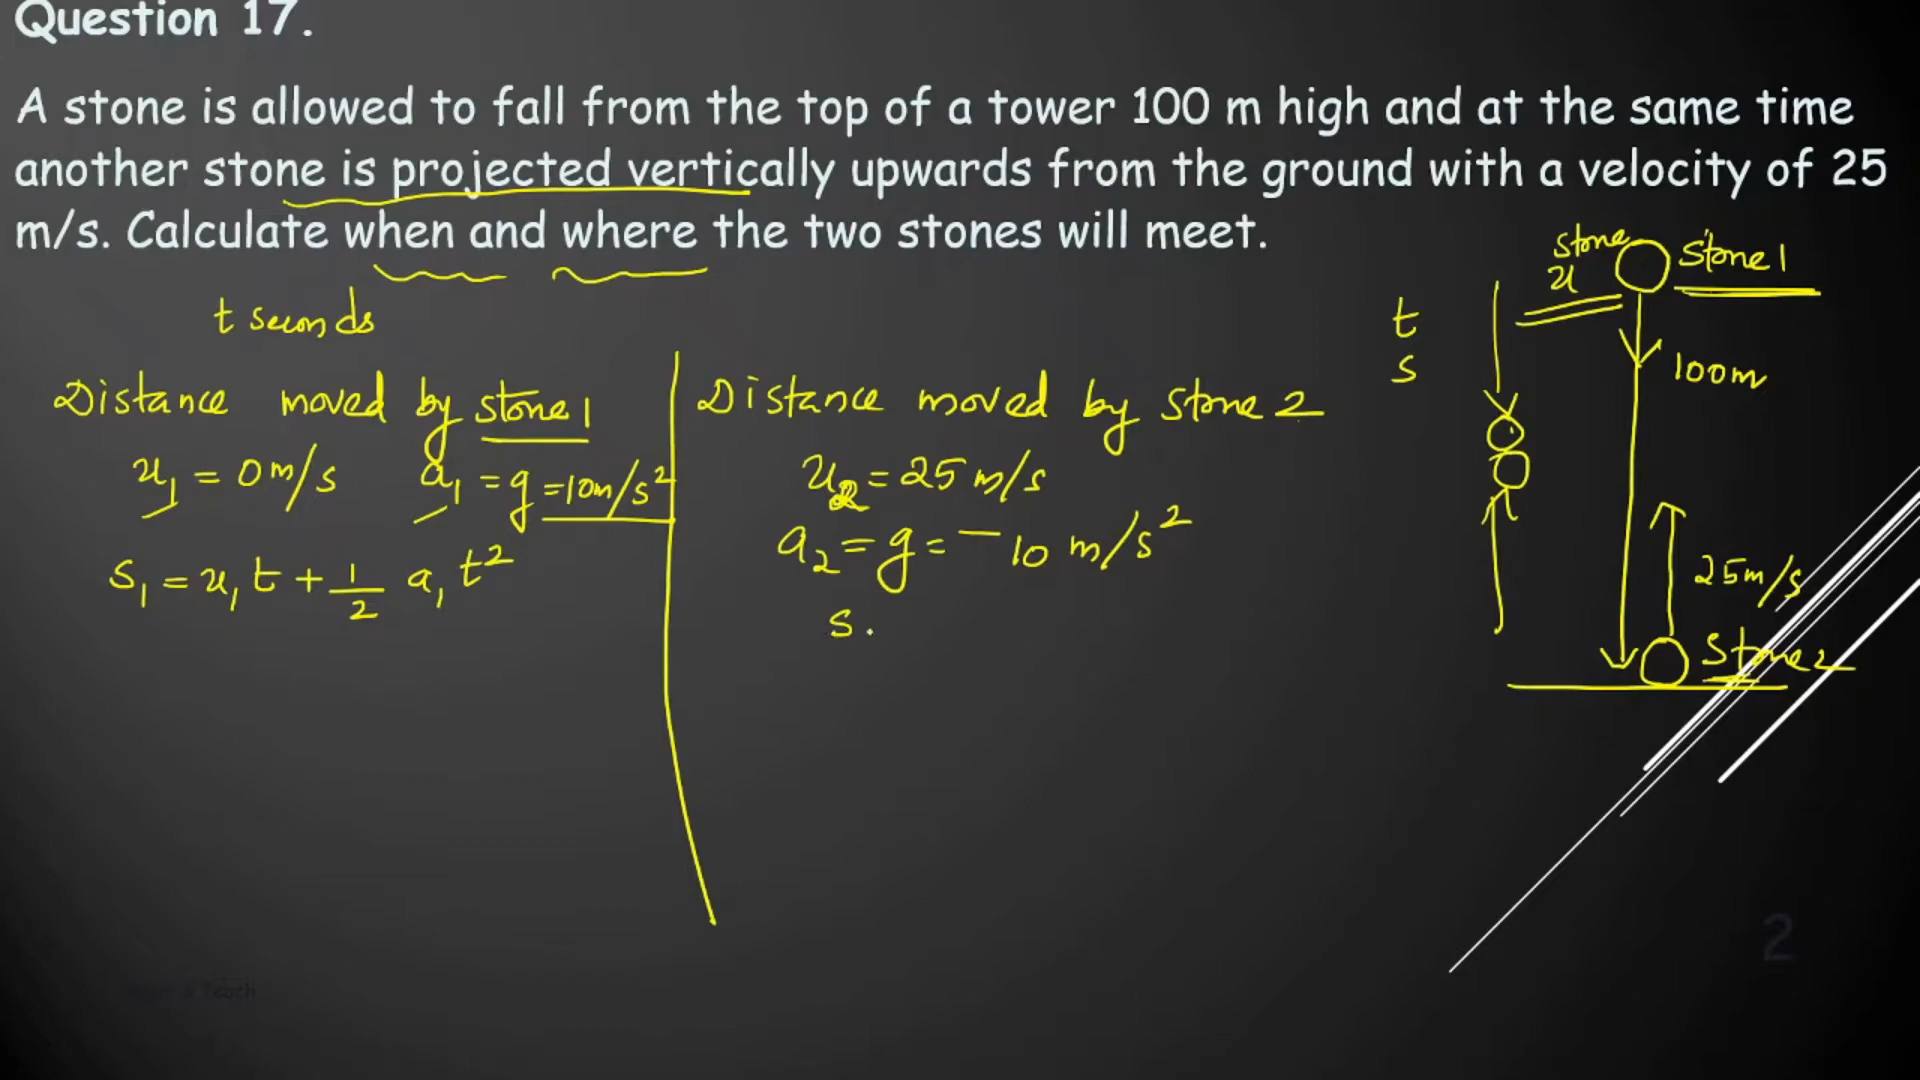 Question 17.
A stone is allowed to fall from the top of a tower 100 m high and at the same time
another stone is projected vertically upwards from the ground with a velocity of 25
m/s. Calculate when and where the two stones will meet.
t seconds
Distance moved by stone 1
u₁ = 0 m/s a₁ = g = 10 m/s²
s₁ = u₁ t + 1/2 a₁ t²
Distance moved by stone 2
u₂ = 25 m/s
a₂ = g = -10 m/s²
s
t
s
stone
u
Stone 1
100m
25m/s
Stone 2
2